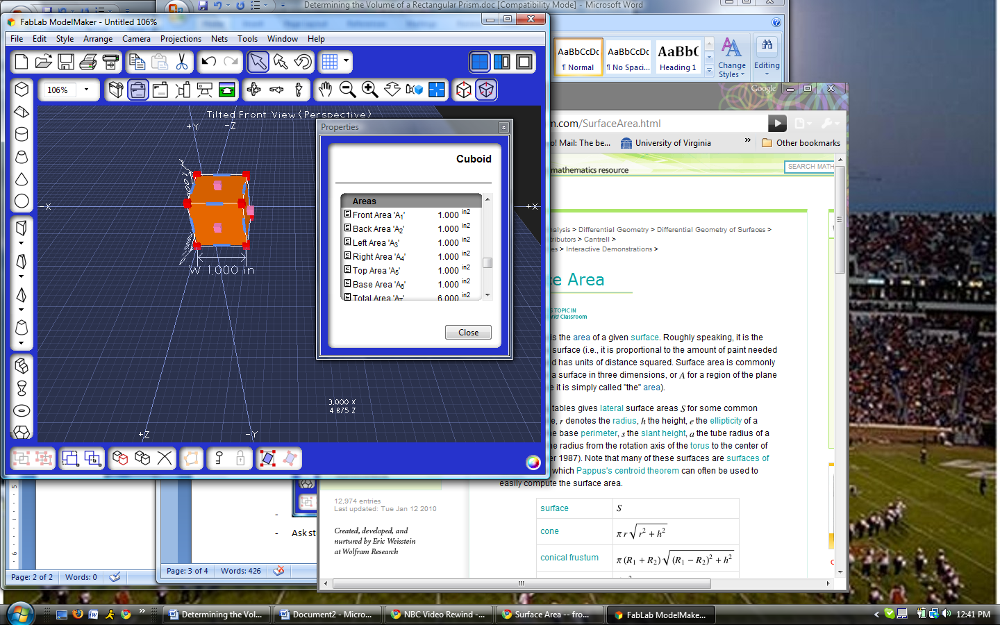 Determining the Volume of a Rectangular Prism.doc [Compatibility Mode] - Microsoft Word
FabLab ModelMaker - Untitled 106%
File Edit Style Arrange Camera Projections Nets Tools Window Help
AaBbCcDc AaBbCcDc AaBbC
¶ Normal ¶ No Spaci... Heading 1
Change Styles
Editing
Google
106%
Tilted Front View (Perspective)
+Y -Z
-X +X
W 1.000 in
3.000 X
4.875 Z
+Z -Y
Properties
Cuboid
Areas
Front Area 'A1' 1.000 in2
Back Area 'A2' 1.000 in2
Left Area 'A3' 1.000 in2
Right Area 'A4' 1.000 in2
Top Area 'A5' 1.000 in2
Base Area 'A6' 1.000 in2
Total Area 'AT' 6.000 in2
Close
m.com/SurfaceArea.html
o! Mail: The be... University of Virginia » Other bookmarks
mathematics resource
SEARCH MATH
nalysis > Differential Geometry > Differential Geometry of Surfaces >
tributors > Cantrell >
es > Interactive Demonstrations >
ce Area
S TOPIC IN
rld Classroom
is the area of a given surface. Roughly speaking, it is the
surface (i.e., it is proportional to the amount of paint needed
d has units of distance squared. Surface area is commonly
a surface in three dimensions, or A for a region of the plane
e it is simply called "the" area).
tables gives lateral surface areas S for some common
e, r denotes the radius, h the height, e the ellipticity of a
he base perimeter, s the slant height, a the tube radius of a
he radius from the rotation axis of the torus to the center of
er 1987). Note that many of these surfaces are surfaces of
which Pappus's centroid theorem can often be used to
easily compute the surface area.
surface S
cone π r √(r² + h²)
conical frustum π (R₁ + R₂) √((R₁ − R₂)² + h²)
12,974 entries
Last updated: Tue Jan 12 2010
Created, developed, and
nurtured by Eric Weisstein
at Wolfram Research
-
- Ask st
Page: 2 of 2 Words: 0
Page: 3 of 4 Words: 426
Determining the Vol... Document2 - Micro... NBC Video Rewind -... Surface Area -- fro... FabLab ModelMake...
12:41 PM